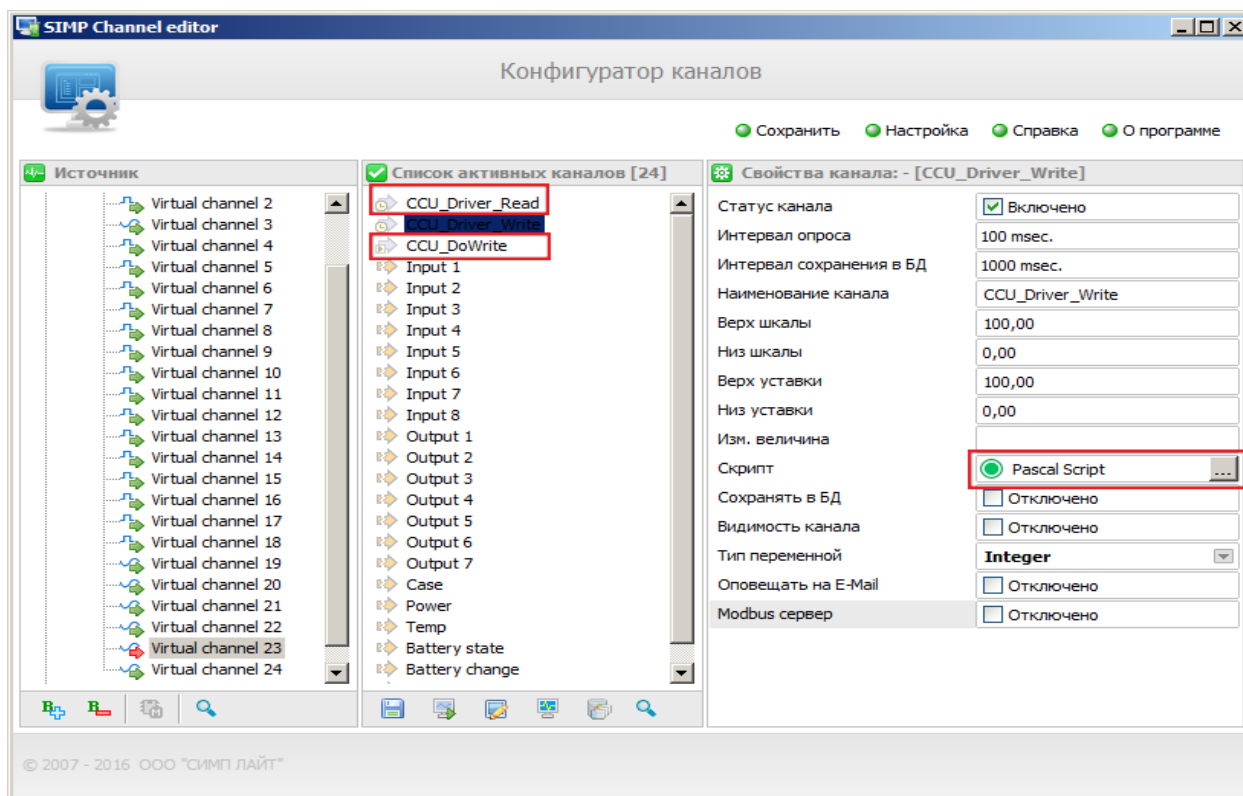 SIMP Channel editor
Конфигуратор каналов
Сохранить Настройка Справка О программе
Источник
Virtual channel 2
Virtual channel 3
Virtual channel 4
Virtual channel 5
Virtual channel 6
Virtual channel 7
Virtual channel 8
Virtual channel 9
Virtual channel 10
Virtual channel 11
Virtual channel 12
Virtual channel 13
Virtual channel 14
Virtual channel 15
Virtual channel 16
Virtual channel 17
Virtual channel 18
Virtual channel 19
Virtual channel 20
Virtual channel 21
Virtual channel 22
Virtual channel 23
Virtual channel 24
Список активных каналов [24]
CCU_Driver_Read
CCU_Driver_Write
CCU_DoWrite
Input 1
Input 2
Input 3
Input 4
Input 5
Input 6
Input 7
Input 8
Output 1
Output 2
Output 3
Output 4
Output 5
Output 6
Output 7
Case
Power
Temp
Battery state
Battery change
Свойства канала: - [CCU_Driver_Write]
Статус канала Включено
Интервал опроса 100 msec.
Интервал сохранения в БД 1000 msec.
Наименование канала CCU_Driver_Write
Верх шкалы 100,00
Низ шкалы 0,00
Верх уставки 100,00
Низ уставки 0,00
Изм. величина
Скрипт Pascal Script ...
Сохранять в БД Отключено
Видимость канала Отключено
Тип переменной Integer
Оповещать на E-Mail Отключено
Modbus сервер Отключено
© 2007 - 2016 ООО "СИМП ЛАЙТ"